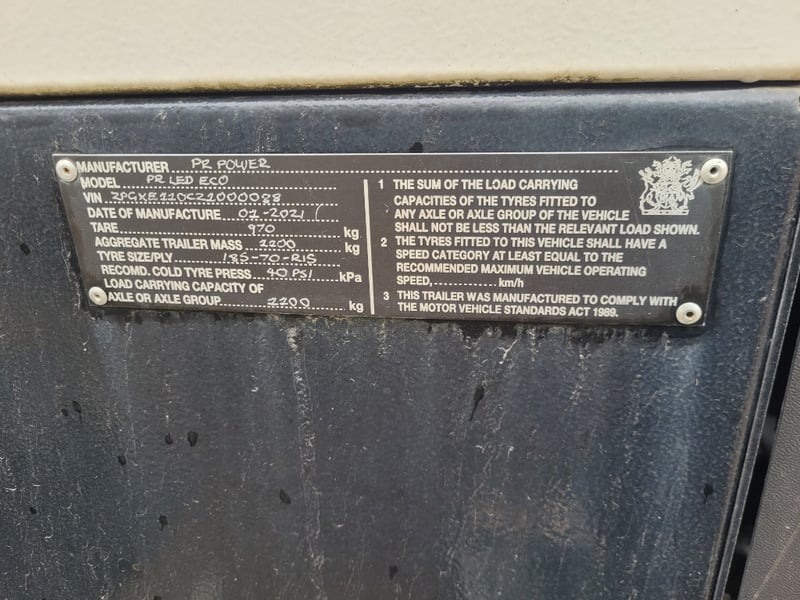 MANUFACTURER PR POWER
MODEL PR LED ECO
VIN
DATE OF MANUFACTURE 01-2021
TARE 970 kg
AGGREGATE TRAILER MASS 1200 kg
TYRE SIZE/PLY 185-70-R15
RECOMD. COLD TYRE PRESS 40 PSI kPa
LOAD CARRYING CAPACITY OF
AXLE OR AXLE GROUP 1200 kg
1 THE SUM OF THE LOAD CARRYING
CAPACITIES OF THE TYRES FITTED TO
ANY AXLE OR AXLE GROUP OF THE VEHICLE
SHALL NOT BE LESS THAN THE RELEVANT LOAD SHOWN.
2 THE TYRES FITTED TO THIS VEHICLE SHALL HAVE A
SPEED CATEGORY AT LEAST EQUAL TO THE
RECOMMENDED MAXIMUM VEHICLE OPERATING
SPEED, km/h
3 THIS TRAILER WAS MANUFACTURED TO COMPLY WITH
THE MOTOR VEHICLE STANDARDS ACT 1989.